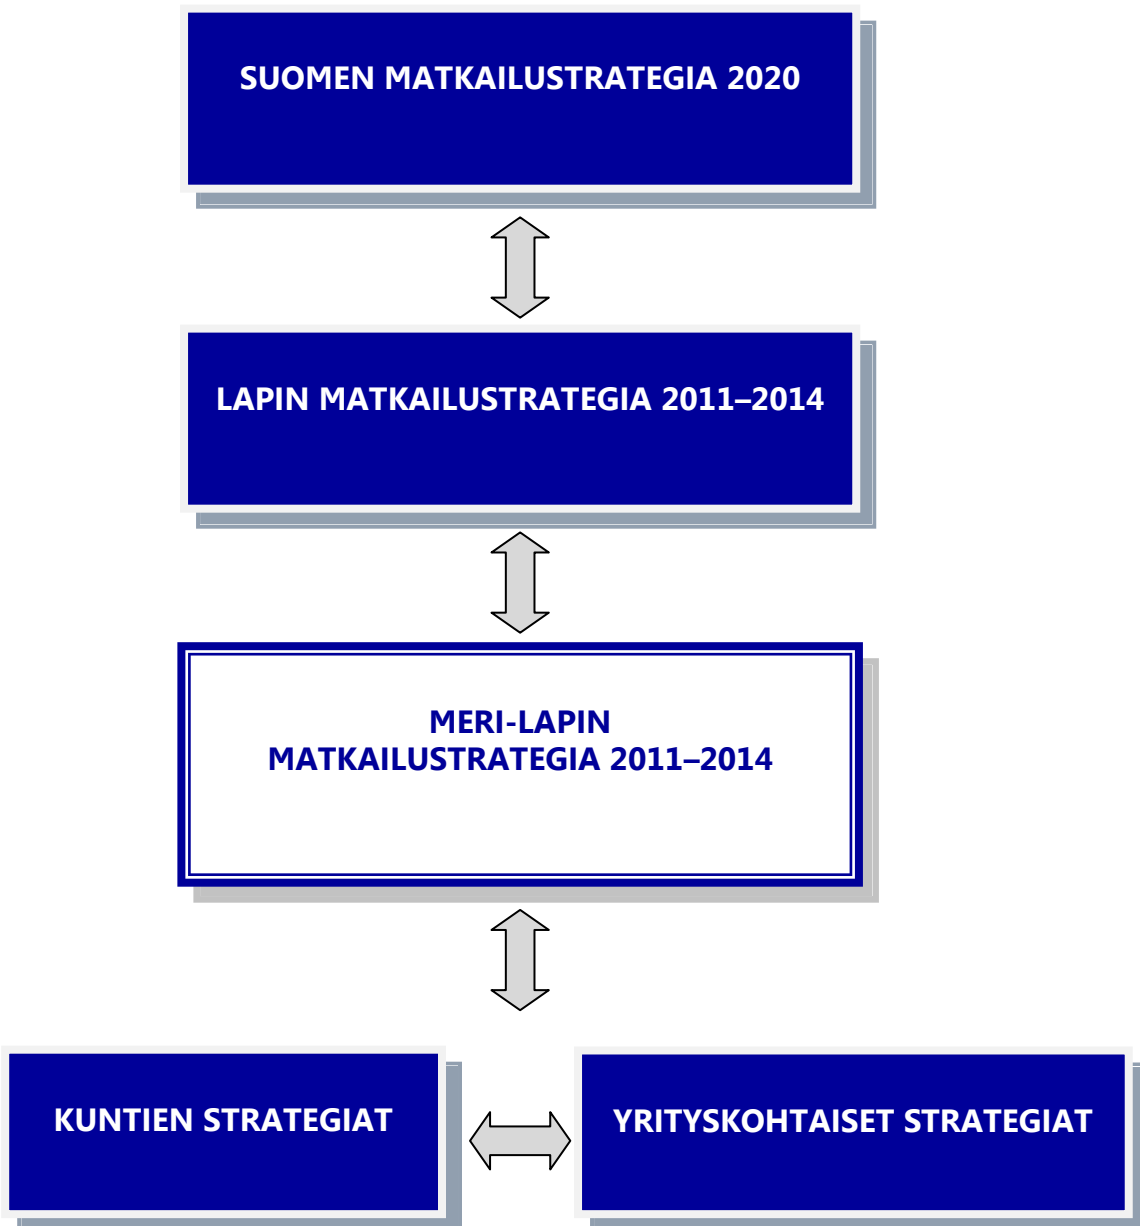 SUOMEN MATKAILUSTRATEGIA 2020
LAPIN MATKAILUSTRATEGIA 2011–2014
MERI-LAPIN
MATKAILUSTRATEGIA 2011–2014
KUNTIEN STRATEGIAT
YRITYSKOHTAISET STRATEGIAT